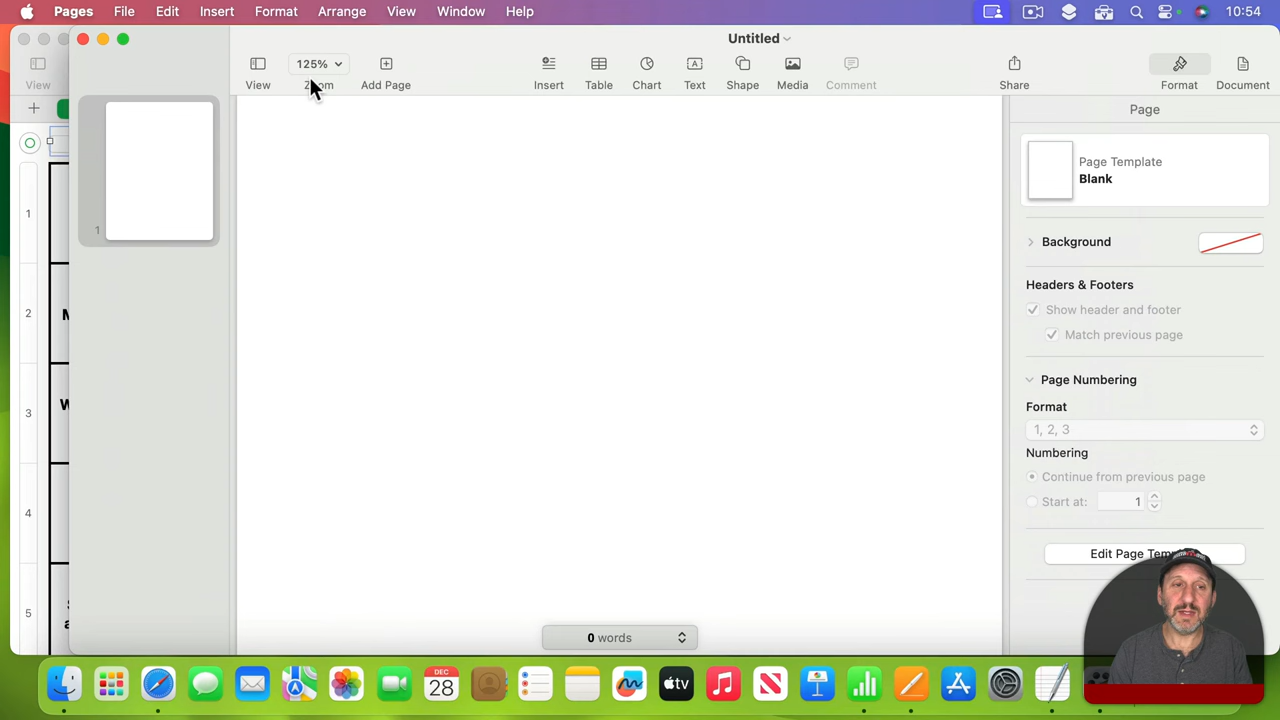 Pages File Edit Insert Format Arrange View Window Help 10:54
Untitled
View 125% Zoom Add Page Insert Table Chart Text Shape Media Comment Share Format Document
View
1
2
3
4
5
1
Page
Page Template
Blank
Background
Headers & Footers
Show header and footer
Match previous page
Page Numbering
Format
1, 2, 3
Numbering
Continue from previous page
Start at: 1
Edit Page
0 words
DEC
28
tv